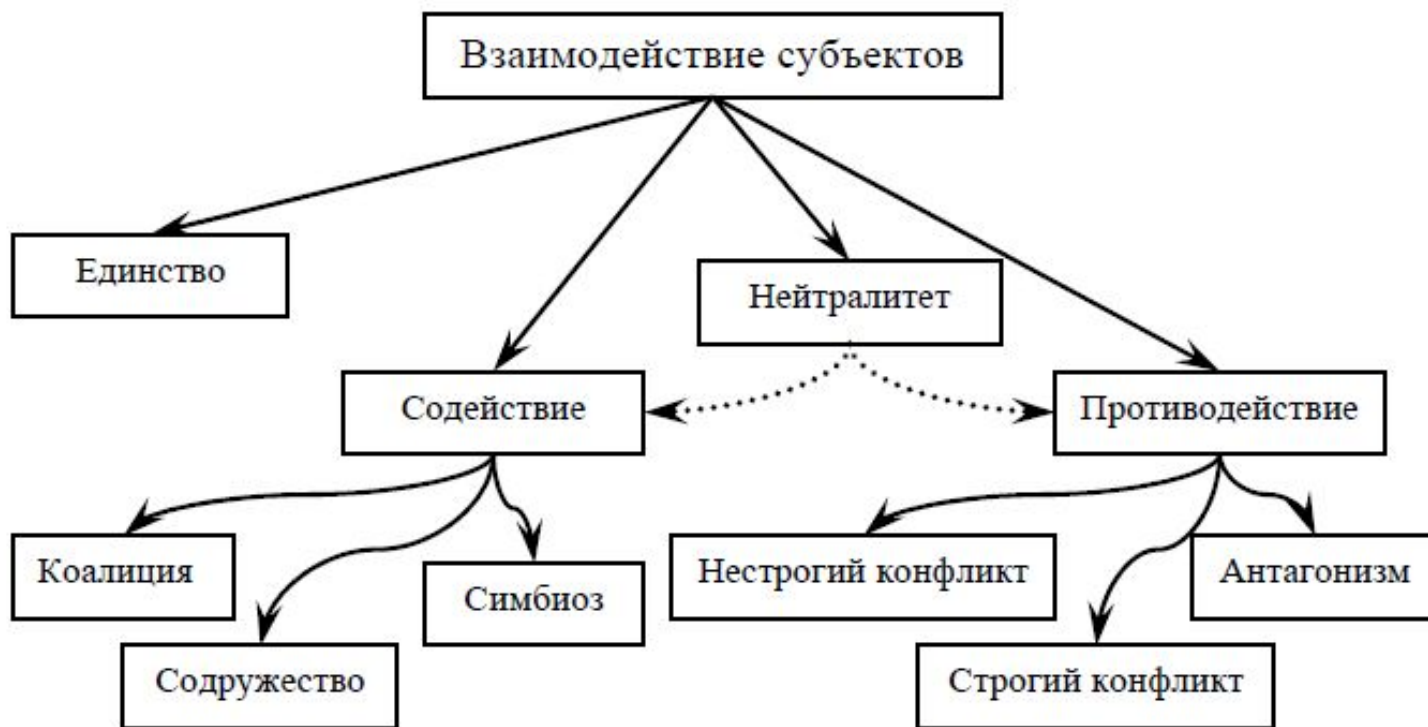 Взаимодействие субъектов
Единство
Нейтралитет
Содействие
Противодействие
Коалиция
Содружество
Симбиоз
Нестрогий конфликт
Строгий конфликт
Антагонизм